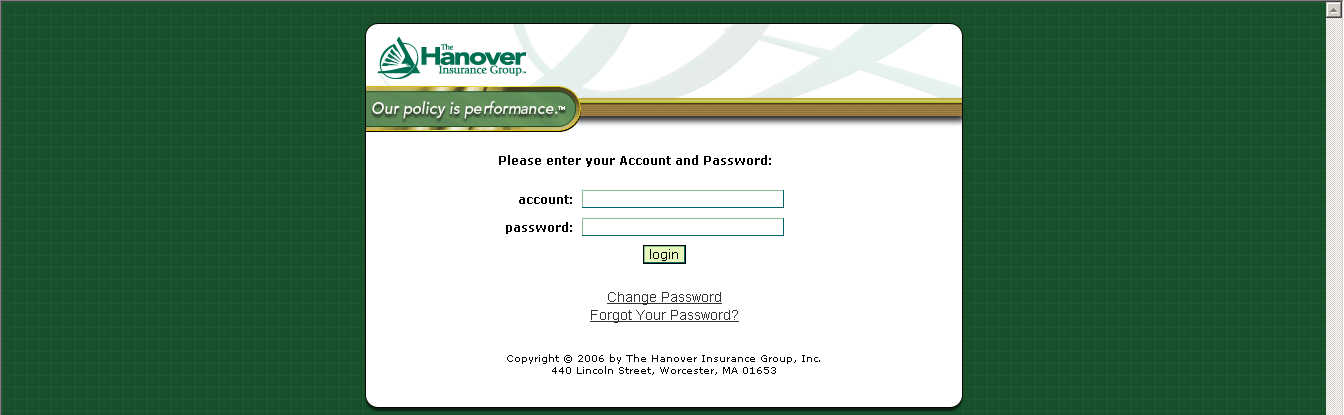 The
Hanover
Insurance Group™
Our policy is performance.™
Please enter your Account and Password:
account:
password:
login
Change Password
Forgot Your Password?
Copyright © 2006 by The Hanover Insurance Group, Inc.
440 Lincoln Street, Worcester, MA 01653